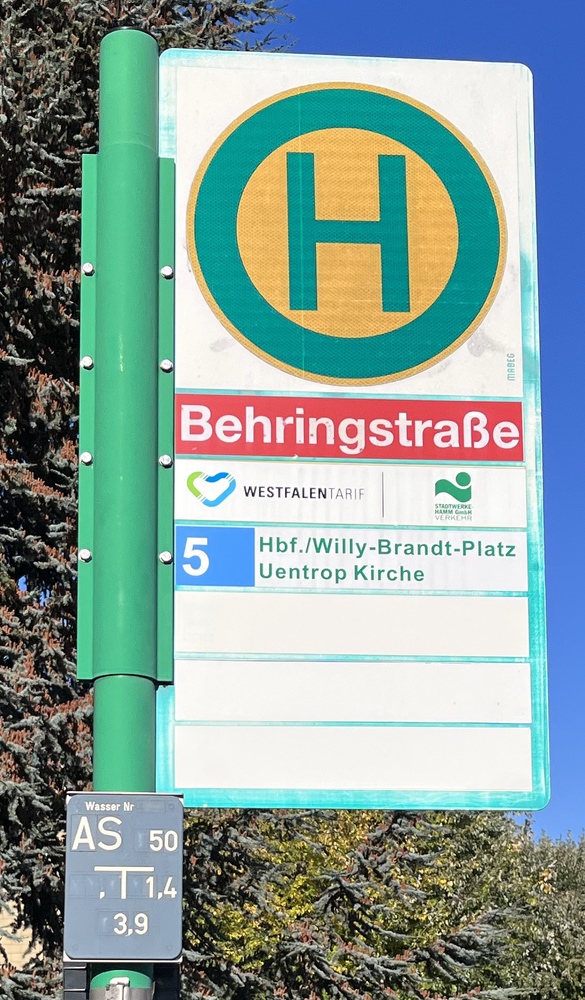 H
MABEG
Behringstraße
WESTFALENTARIF
STADTWERKE
HAMM GmbH
VERKEHR
5
Hbf./Willy-Brandt-Platz
Uentrop Kirche
Wasser Nr
AS 50
, 1,4
3,9